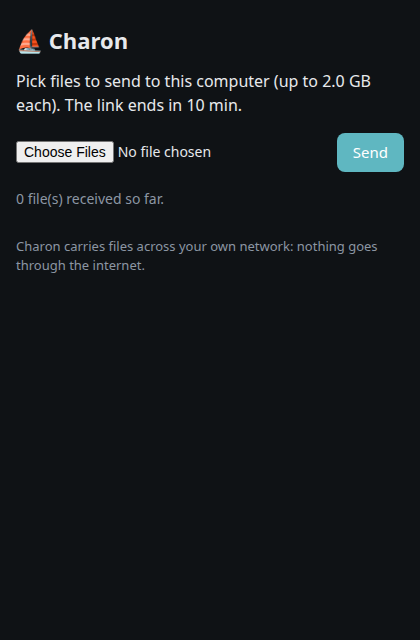 ⛵ Charon
Pick files to send to this computer (up to 2.0 GB
each). The link ends in 10 min.
Choose Files No file chosen Send
0 file(s) received so far.
Charon carries files across your own network: nothing goes
through the internet.